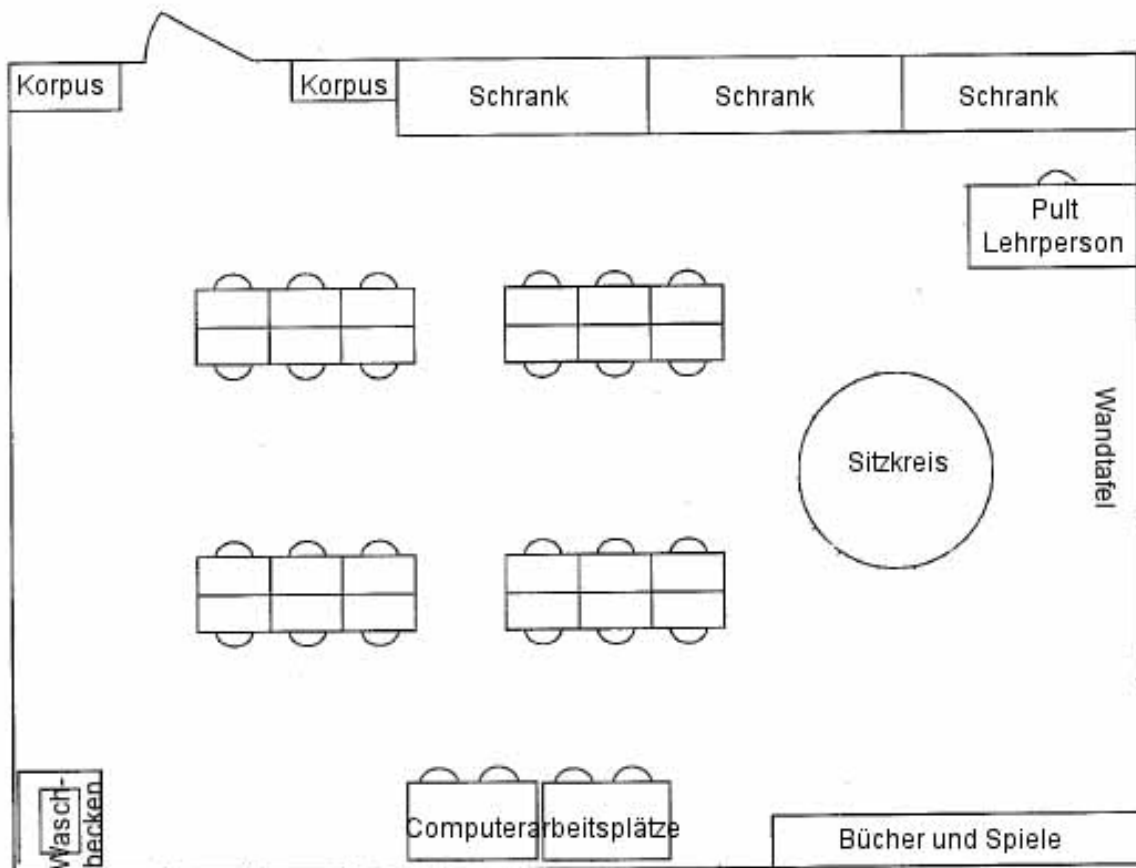 Korpus
Korpus
Schrank
Schrank
Schrank
Pult
Lehrperson
Wandtafel
Sitzkreis
Wasch-
becken
Computerarbeitsplätze
Bücher und Spiele